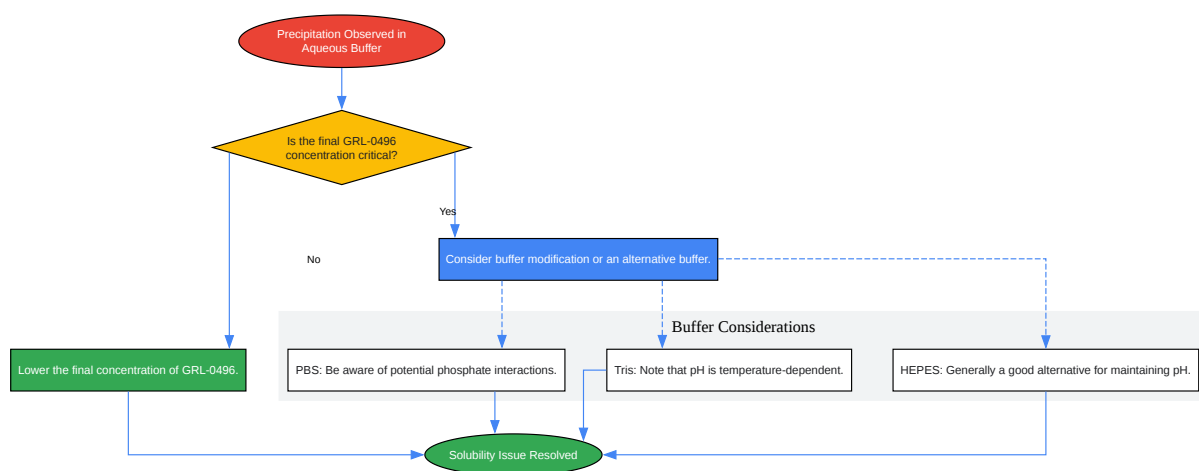 Precipitation Observed in
Aqueous Buffer
Is the final GRL-0496
concentration critical?
Yes
No
Consider buffer modification or an alternative buffer.
Buffer Considerations
Lower the final concentration of GRL-0496.
PBS: Be aware of potential phosphate interactions.
Tris: Note that pH is temperature-dependent.
HEPES: Generally a good alternative for maintaining pH.
Solubility Issue Resolved